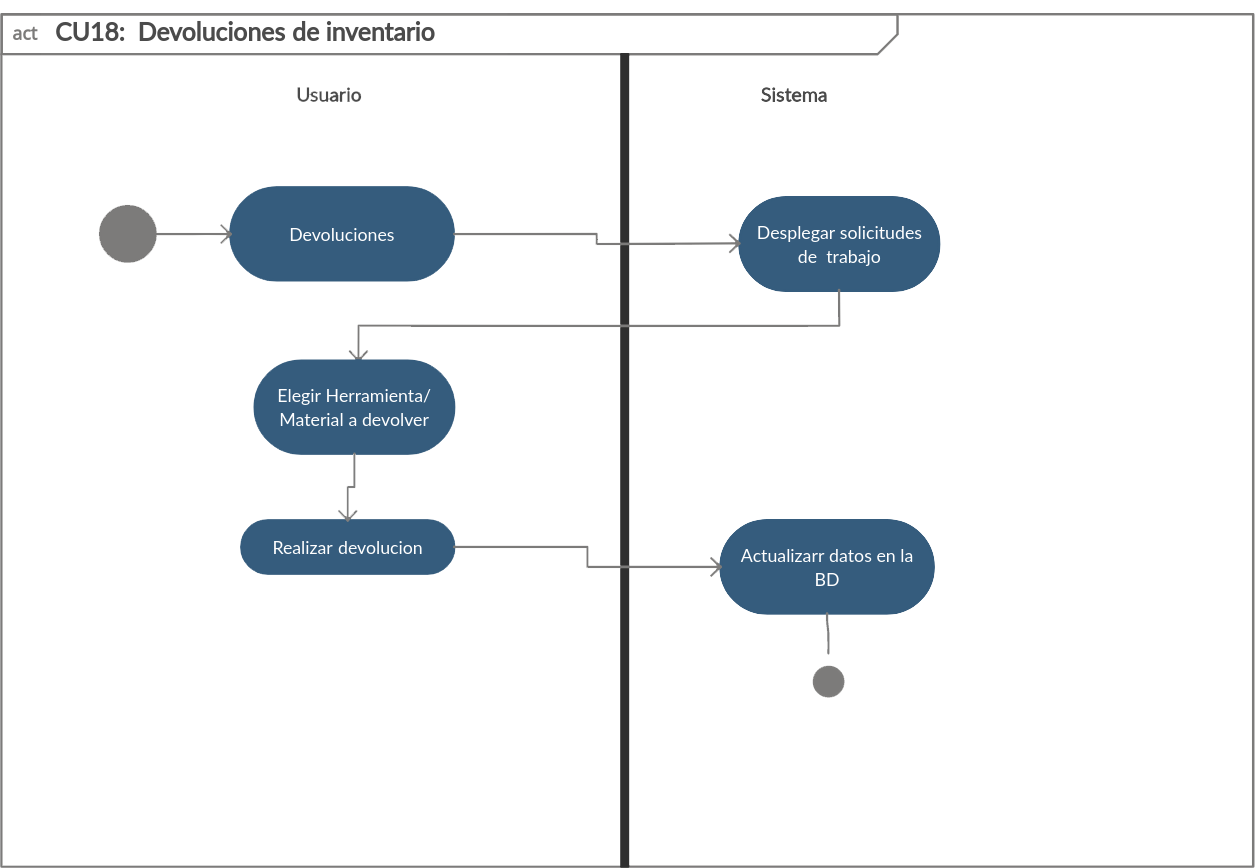 act CU18: Devoluciones de inventario
Usuario
Sistema
Devoluciones
Desplegar solicitudes
de trabajo
Elegir Herramienta/
Material a devolver
Realizar devolucion
Actualizarr datos en la
BD